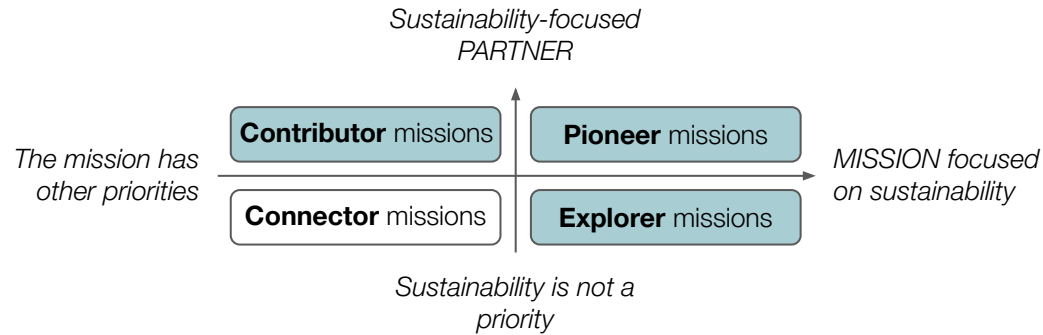 Sustainability-focused
PARTNER
Contributor missions
Pioneer missions
The mission has
other priorities
MISSION focused
on sustainability
Connector missions
Explorer missions
Sustainability is not a
priority